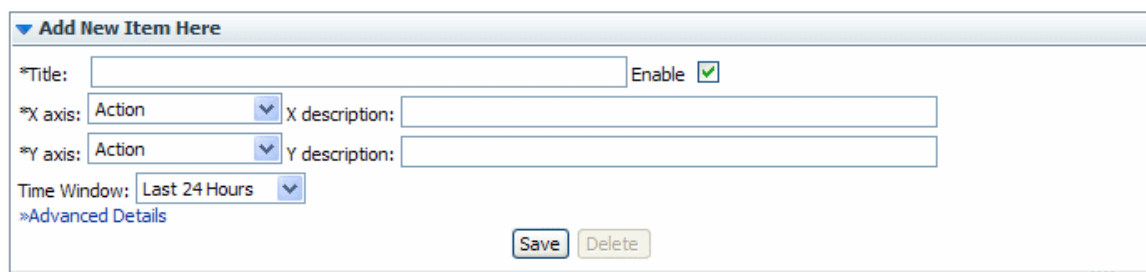 Add New Item Here
*Title: Enable
*X axis: Action X description:
*Y axis: Action Y description:
Time Window: Last 24 Hours
»Advanced Details
Save Delete